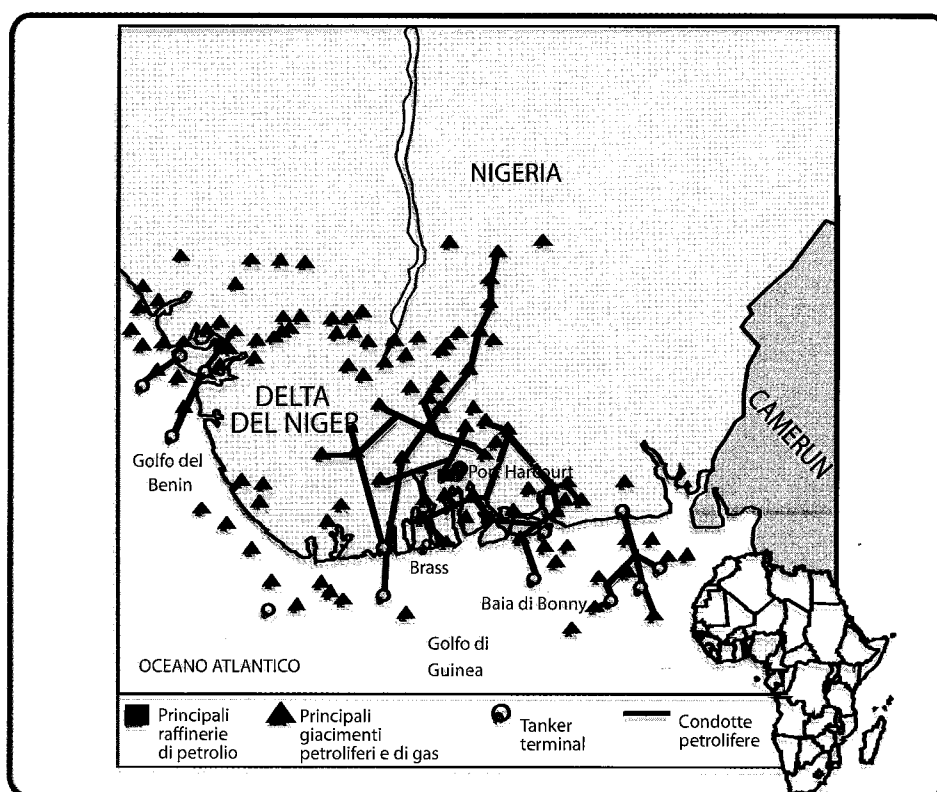 NIGERIA
CAMERUN
DELTA
DEL NIGER
Golfo del
Benin
Port Harcourt
Brass
Baia di Bonny
Golfo di
Guinea
OCEANO ATLANTICO
Principali
raffinerie
di petrolio
Principali
giacimenti
petroliferi e di gas
Tanker
terminal
Condotte
petrolifere